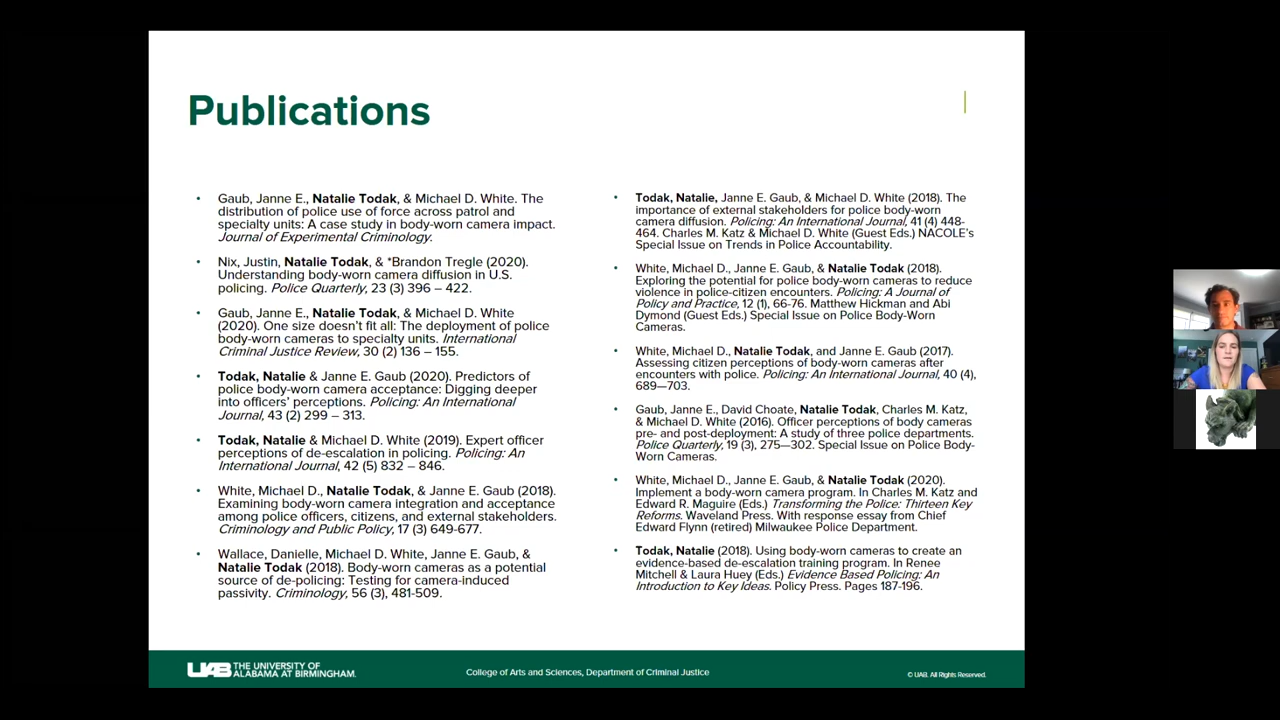 Publications
• Gaub, Janne E., Natalie Todak, & Michael D. White. The
distribution of police use of force across patrol and
specialty units: A case study in body-worn camera impact.
Journal of Experimental Criminology.
• Nix, Justin, Natalie Todak, & *Brandon Tregle (2020).
Understanding body-worn camera diffusion in U.S.
policing. Police Quarterly, 23 (3) 396 – 422.
• Gaub, Janne E., Natalie Todak, & Michael D. White
(2020). One size doesn’t fit all: The deployment of police
body-worn cameras to specialty units. International
Criminal Justice Review, 30 (2) 136 – 155.
• Todak, Natalie & Janne E. Gaub (2020). Predictors of
police body-worn camera acceptance: Digging deeper
into officers’ perceptions. Policing: An International
Journal, 43 (2) 299 – 313.
• Todak, Natalie & Michael D. White (2019). Expert officer
perceptions of de-escalation in policing. Policing: An
International Journal, 42 (5) 832 – 846.
• White, Michael D., Natalie Todak, & Janne E. Gaub (2018).
Examining body-worn camera integration and acceptance
among police officers, citizens, and external stakeholders.
Criminology and Public Policy, 17 (3) 649-677.
• Wallace, Danielle, Michael D. White, Janne E. Gaub, &
Natalie Todak (2018). Body-worn cameras as a potential
source of de-policing: Testing for camera-induced
passivity. Criminology, 56 (3), 481-509.
• Todak, Natalie, Janne E. Gaub, & Michael D. White (2018). The
importance of external stakeholders for police body-worn
camera diffusion. Policing: An International Journal, 41 (4) 448-
464. Charles M. Katz & Michael D. White (Guest Eds.) NACOLE’s
Special Issue on Trends in Police Accountability.
• White, Michael D., Janne E. Gaub, & Natalie Todak (2018).
Exploring the potential for police body-worn cameras to reduce
violence in police-citizen encounters. Policing: A Journal of
Policy and Practice, 12 (1), 66-76. Matthew Hickman and Abi
Dymond (Guest Eds.) Special Issue on Police Body-Worn
Cameras.
• White, Michael D., Natalie Todak, and Janne E. Gaub (2017).
Assessing citizen perceptions of body-worn cameras after
encounters with police. Policing: An International Journal, 40 (4),
689—703.
• Gaub, Janne E., David Choate, Natalie Todak, Charles M. Katz,
& Michael D. White (2016). Officer perceptions of body cameras
pre- and post-deployment: A study of three police departments.
Police Quarterly, 19 (3), 275—302. Special Issue on Police Body-
Worn Cameras.
• White, Michael D., Janne E. Gaub, & Natalie Todak (2020).
Implement a body-worn camera program. In Charles M. Katz and
Edward R. Maguire (Eds.) Transforming the Police: Thirteen Key
Reforms. Waveland Press. With response essay from Chief
Edward Flynn (retired) Milwaukee Police Department.
• Todak, Natalie (2018). Using body-worn cameras to create an
evidence-based de-escalation training program. In Renee
Mitchell & Laura Huey (Eds.) Evidence Based Policing: An
Introduction to Key Ideas. Policy Press. Pages 187-196.
UAB THE UNIVERSITY OF
ALABAMA AT BIRMINGHAM.
College of Arts and Sciences, Department of Criminal Justice
© UAB. All Rights Reserved.